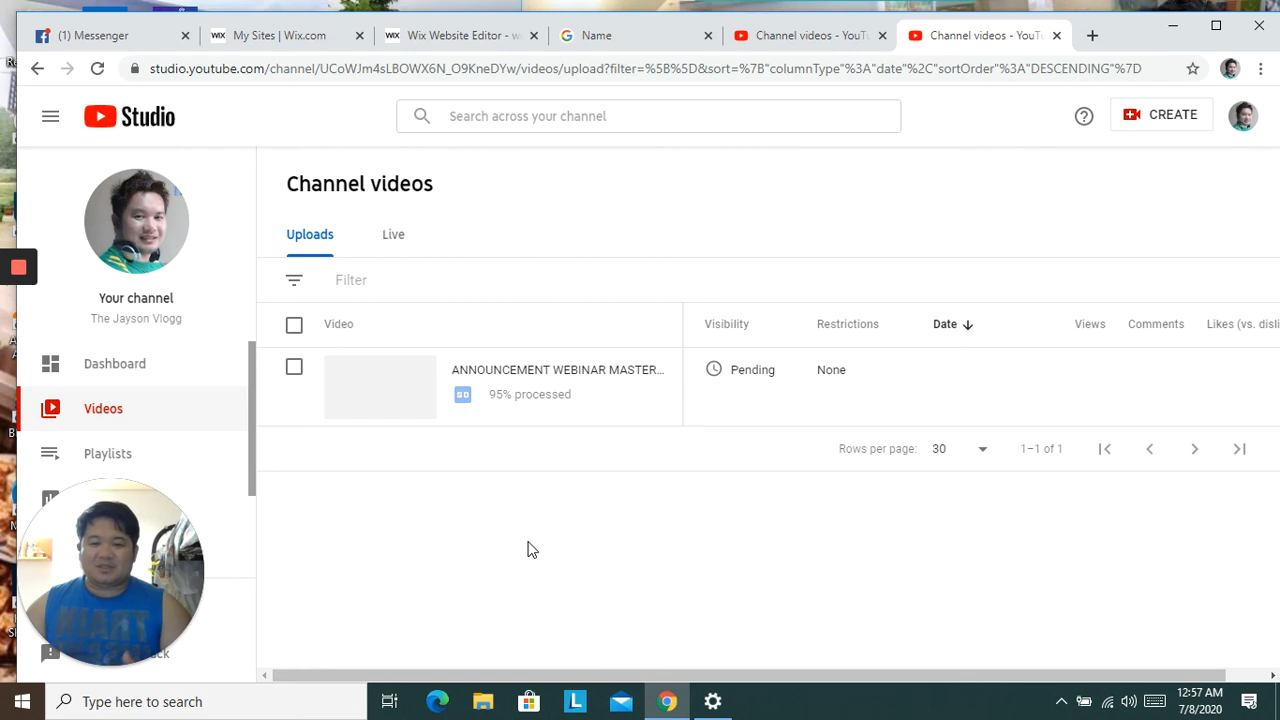 (1) Messenger
WIX My Sites | Wix.com
WIX Wix Website Editor - w
Name
Channel videos - YouTu
Channel videos - YouTu
studio.youtube.com/channel/UCoWJm4sLBOWX6N_O9KneDYw/videos/upload?filter=%5B%5D&sort=%7B"columnType"%3A"date"%2C"sortOrder"%3A"DESCENDING"%7D
Studio
Search across your channel
CREATE
Your channel
The Jayson Vlogg
Dashboard
Videos
Playlists
Channel videos
Uploads
Live
Filter
Video
Visibility
Restrictions
Date
Views
Comments
Likes (vs. disli
ANNOUNCEMENT WEBINAR MASTER...
SD 95% processed
Pending
None
Rows per page: 30
1–1 of 1
Type here to search
12:57 AM
7/8/2020